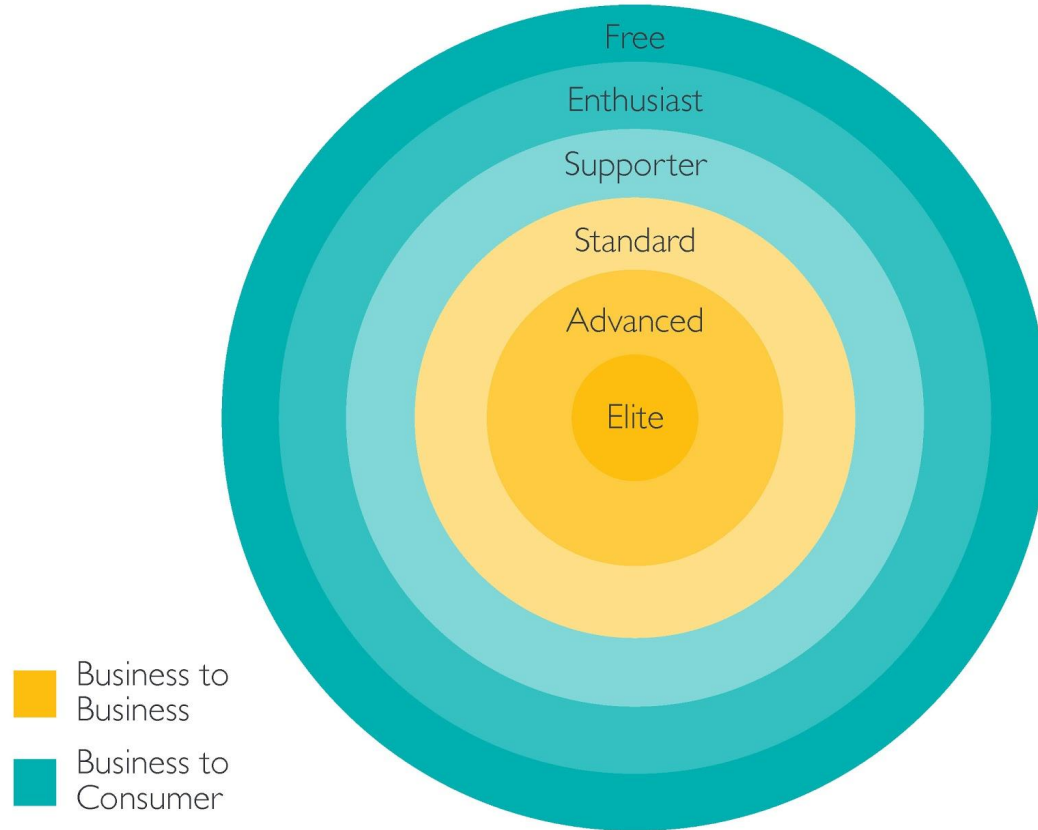 Free
Enthusiast
Supporter
Standard
Advanced
Elite
Business to
Business
Business to
Consumer